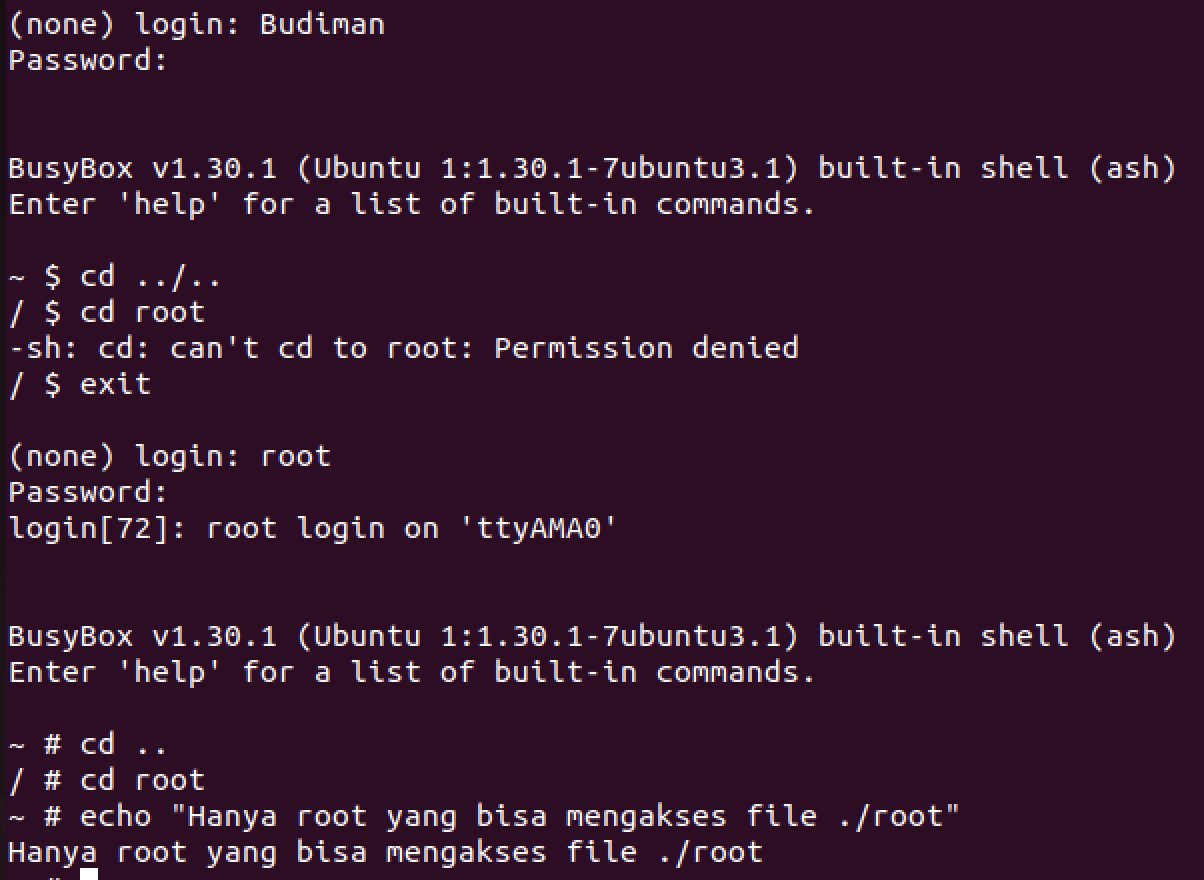 (none) login: Budiman
Password:
BusyBox v1.30.1 (Ubuntu 1:1.30.1-7ubuntu3.1) built-in shell (ash)
Enter 'help' for a list of built-in commands.
~ $ cd ../..
/ $ cd root
-sh: cd: can't cd to root: Permission denied
/ $ exit
(none) login: root
Password:
login[72]: root login on 'ttyAMA0'
BusyBox v1.30.1 (Ubuntu 1:1.30.1-7ubuntu3.1) built-in shell (ash)
Enter 'help' for a list of built-in commands.
~ # cd ..
/ # cd root
~ # echo "Hanya root yang bisa mengakses file ./root"
Hanya root yang bisa mengakses file ./root